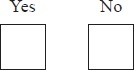 Yes No